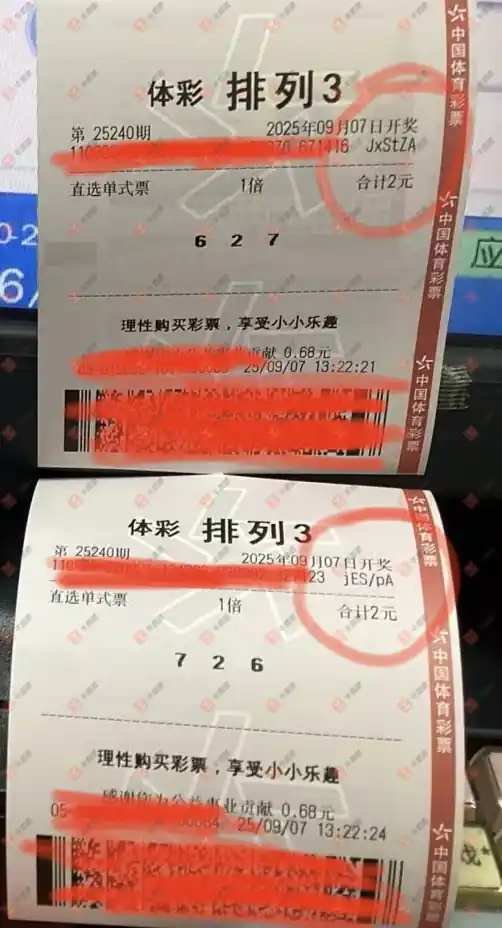 体彩 排列3
第 25240期 2025年09月07日开奖
671416 JxStZA
直选单式票 1倍 合计2元
6 2 7
理性购买彩票，享受小小乐趣
贡献 0.68元
25/09/07 13:22:21
中国体育彩票
中国体育彩票
中国体育彩票
体彩 排列3
第 25240期 2025年09月07日开奖
jES/pA
直选单式票 1倍 合计2元
7 2 6
理性购买彩票，享受小小乐趣
感谢您为公益事业贡献 0.68元
05- 25/09/07 13:22:24
中国体育彩票
中国体育彩票
中国体育彩票
应